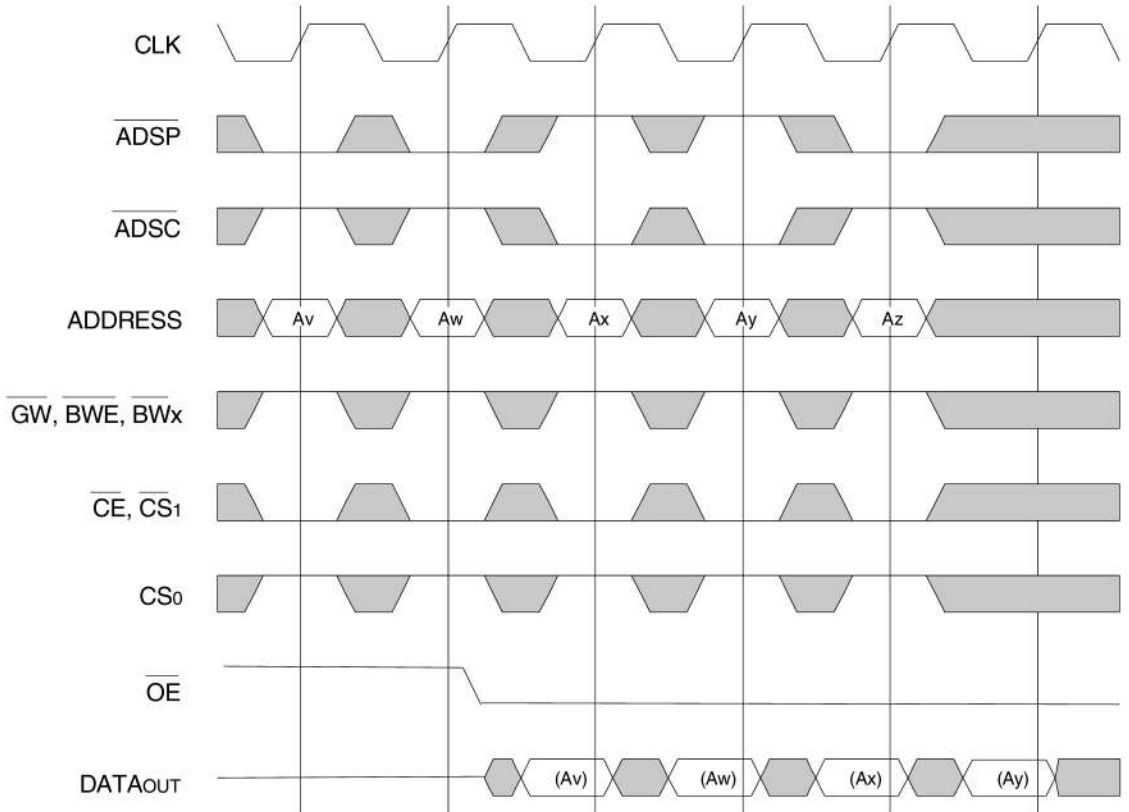 CLK
ADSP
ADSC
ADDRESS Av Aw Ax Ay Az
GW, BWE, BWx
CE, CS1
CS0
OE
DATAOUT (Av) (Aw) (Ax) (Ay)